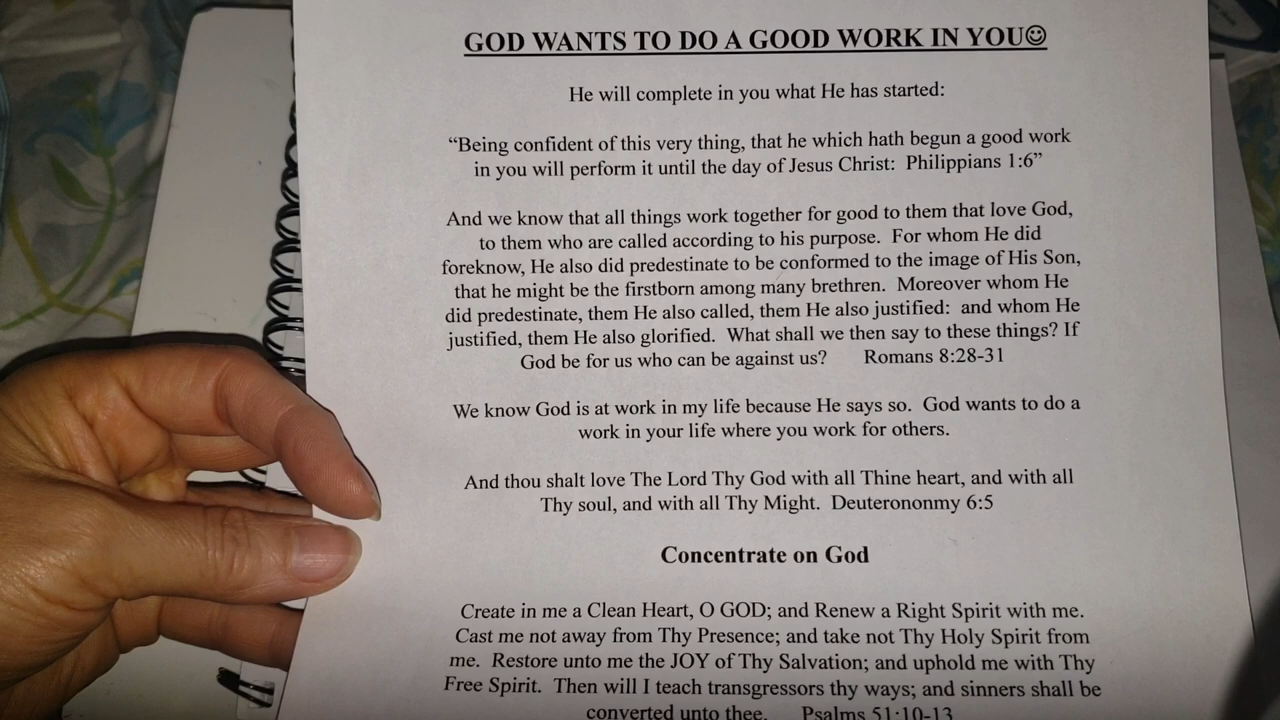 GOD WANTS TO DO A GOOD WORK IN YOU☺
He will complete in you what He has started:
“Being confident of this very thing, that he which hath begun a good work
in you will perform it until the day of Jesus Christ:  Philippians 1:6”
And we know that all things work together for good to them that love God,
to them who are called according to his purpose.  For whom He did
foreknow, He also did predestinate to be conformed to the image of His Son,
that he might be the firstborn among many brethren.  Moreover whom He
did predestinate, them He also called, them He also justified:  and whom He
justified, them He also glorified.  What shall we then say to these things? If
God be for us who can be against us?  Romans 8:28-31
We know God is at work in my life because He says so.  God wants to do a
work in your life where you work for others.
And thou shalt love The Lord Thy God with all Thine heart, and with all
Thy soul, and with all Thy Might.  Deuterononmy 6:5
Concentrate on God
Create in me a Clean Heart, O GOD; and Renew a Right Spirit with me.
Cast me not away from Thy Presence; and take not Thy Holy Spirit from
me.  Restore unto me the JOY of Thy Salvation; and uphold me with Thy
Free Spirit.  Then will I teach transgressors thy ways; and sinners shall be
converted unto thee.  Psalms 51:10-13